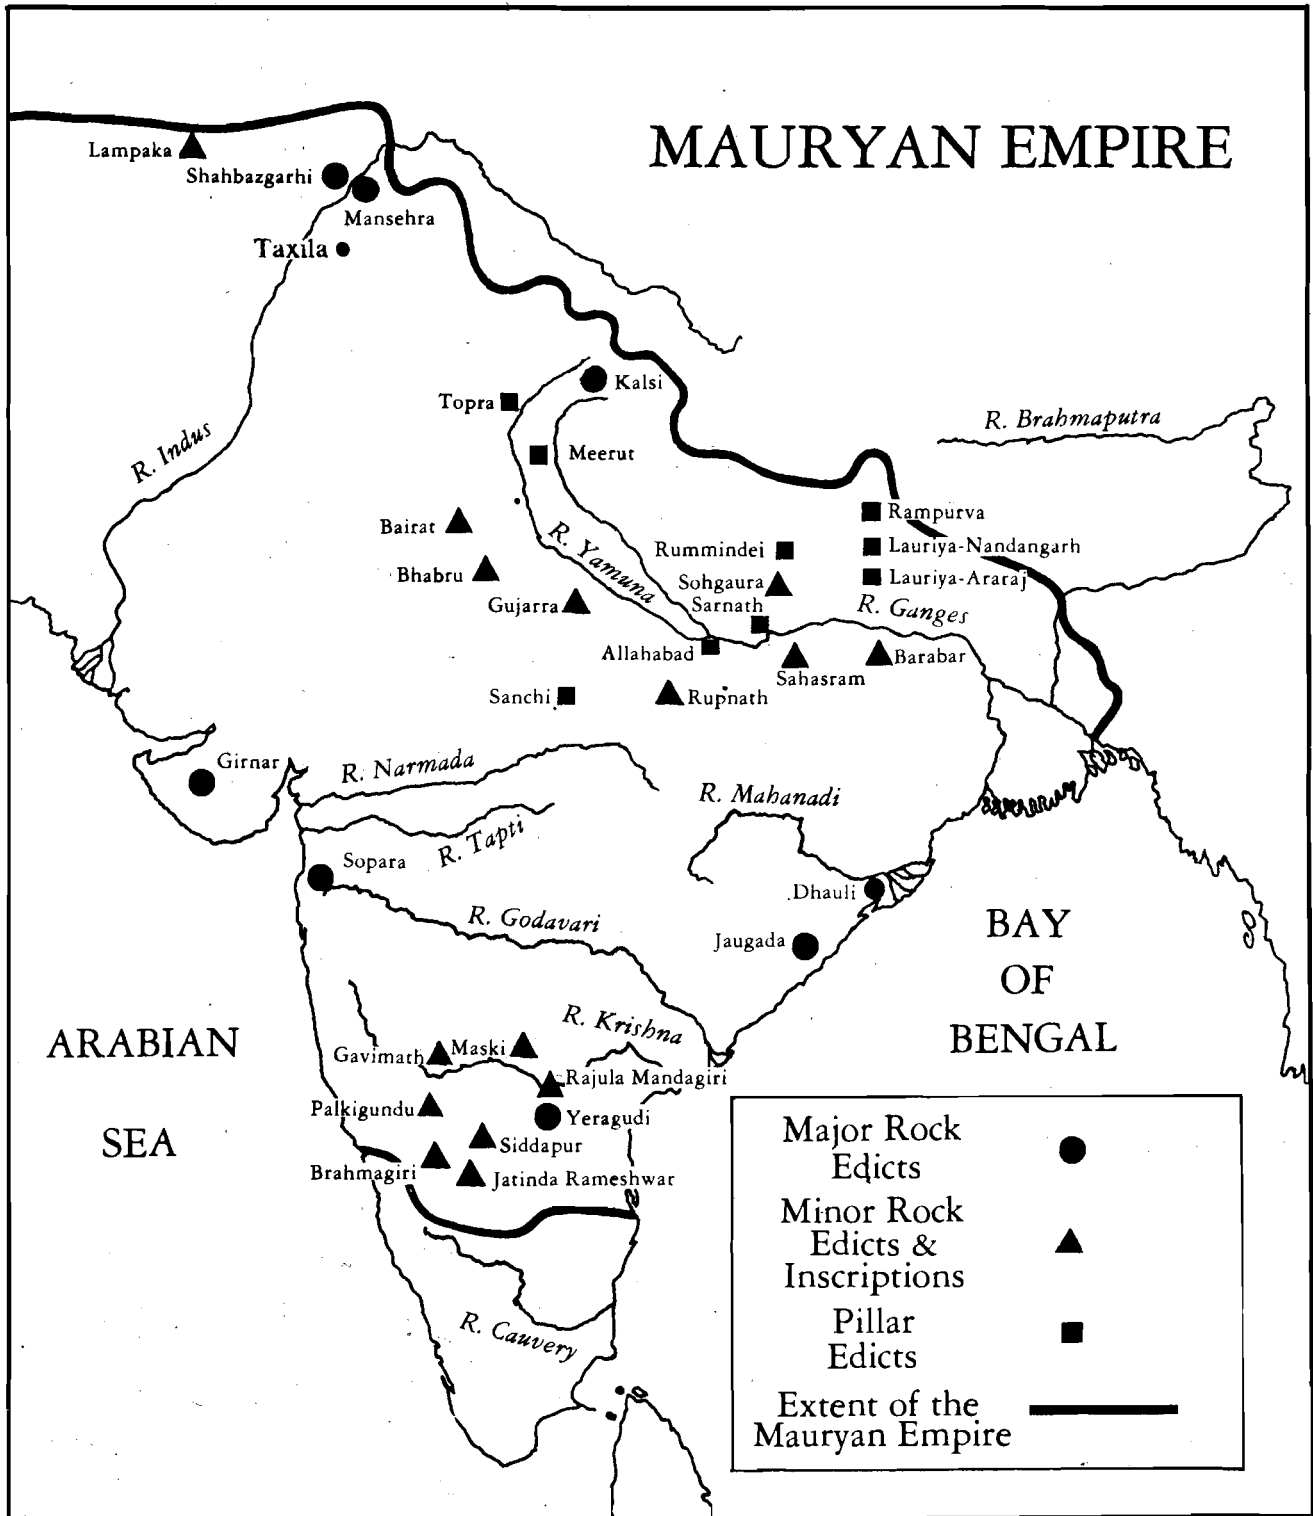 MAURYAN EMPIRE
Lampaka
Shahbazgarhi
Mansehra
Taxila
Kalsi
Topra
R. Brahmaputra
R. Indus
Meerut
Rampurva
Bairat
R. Yamuna
Rummindei
Lauriya-Nandangarh
Bhabru
Sohgaura
Lauriya-Araraj
Gujarra
Sarnath
R. Ganges
Allahabad
Barabar
Sahasram
Sanchi
Rupnath
Girnar
R. Narmada
R. Mahanadi
R. Tapti
Sopara
Dhauli
R. Godavari
Jaugada
BAY
OF
BENGAL
R. Krishna
ARABIAN
SEA
Gavimath
Maski
Rajula Mandagiri
Palkigundu
Yeragudi
Siddapur
Brahmagiri
Jatinda Rameshwar
R. Cauvery
Major Rock
Edicts
Minor Rock
Edicts &
Inscriptions
Pillar
Edicts
Extent of the
Mauryan Empire